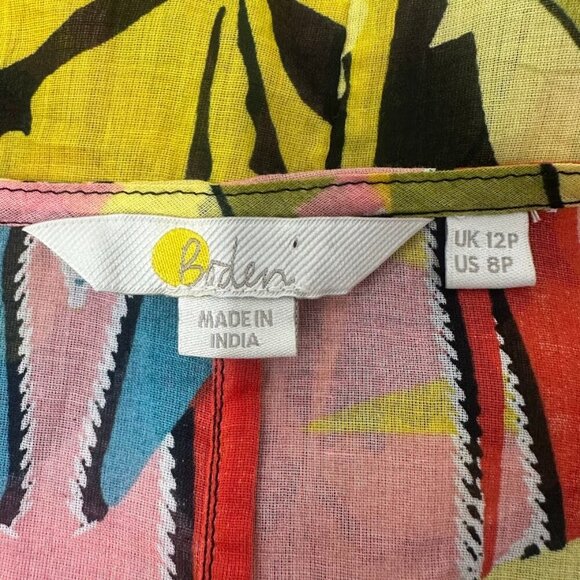 Boden
MADE IN
INDIA
UK 12P
US 8P